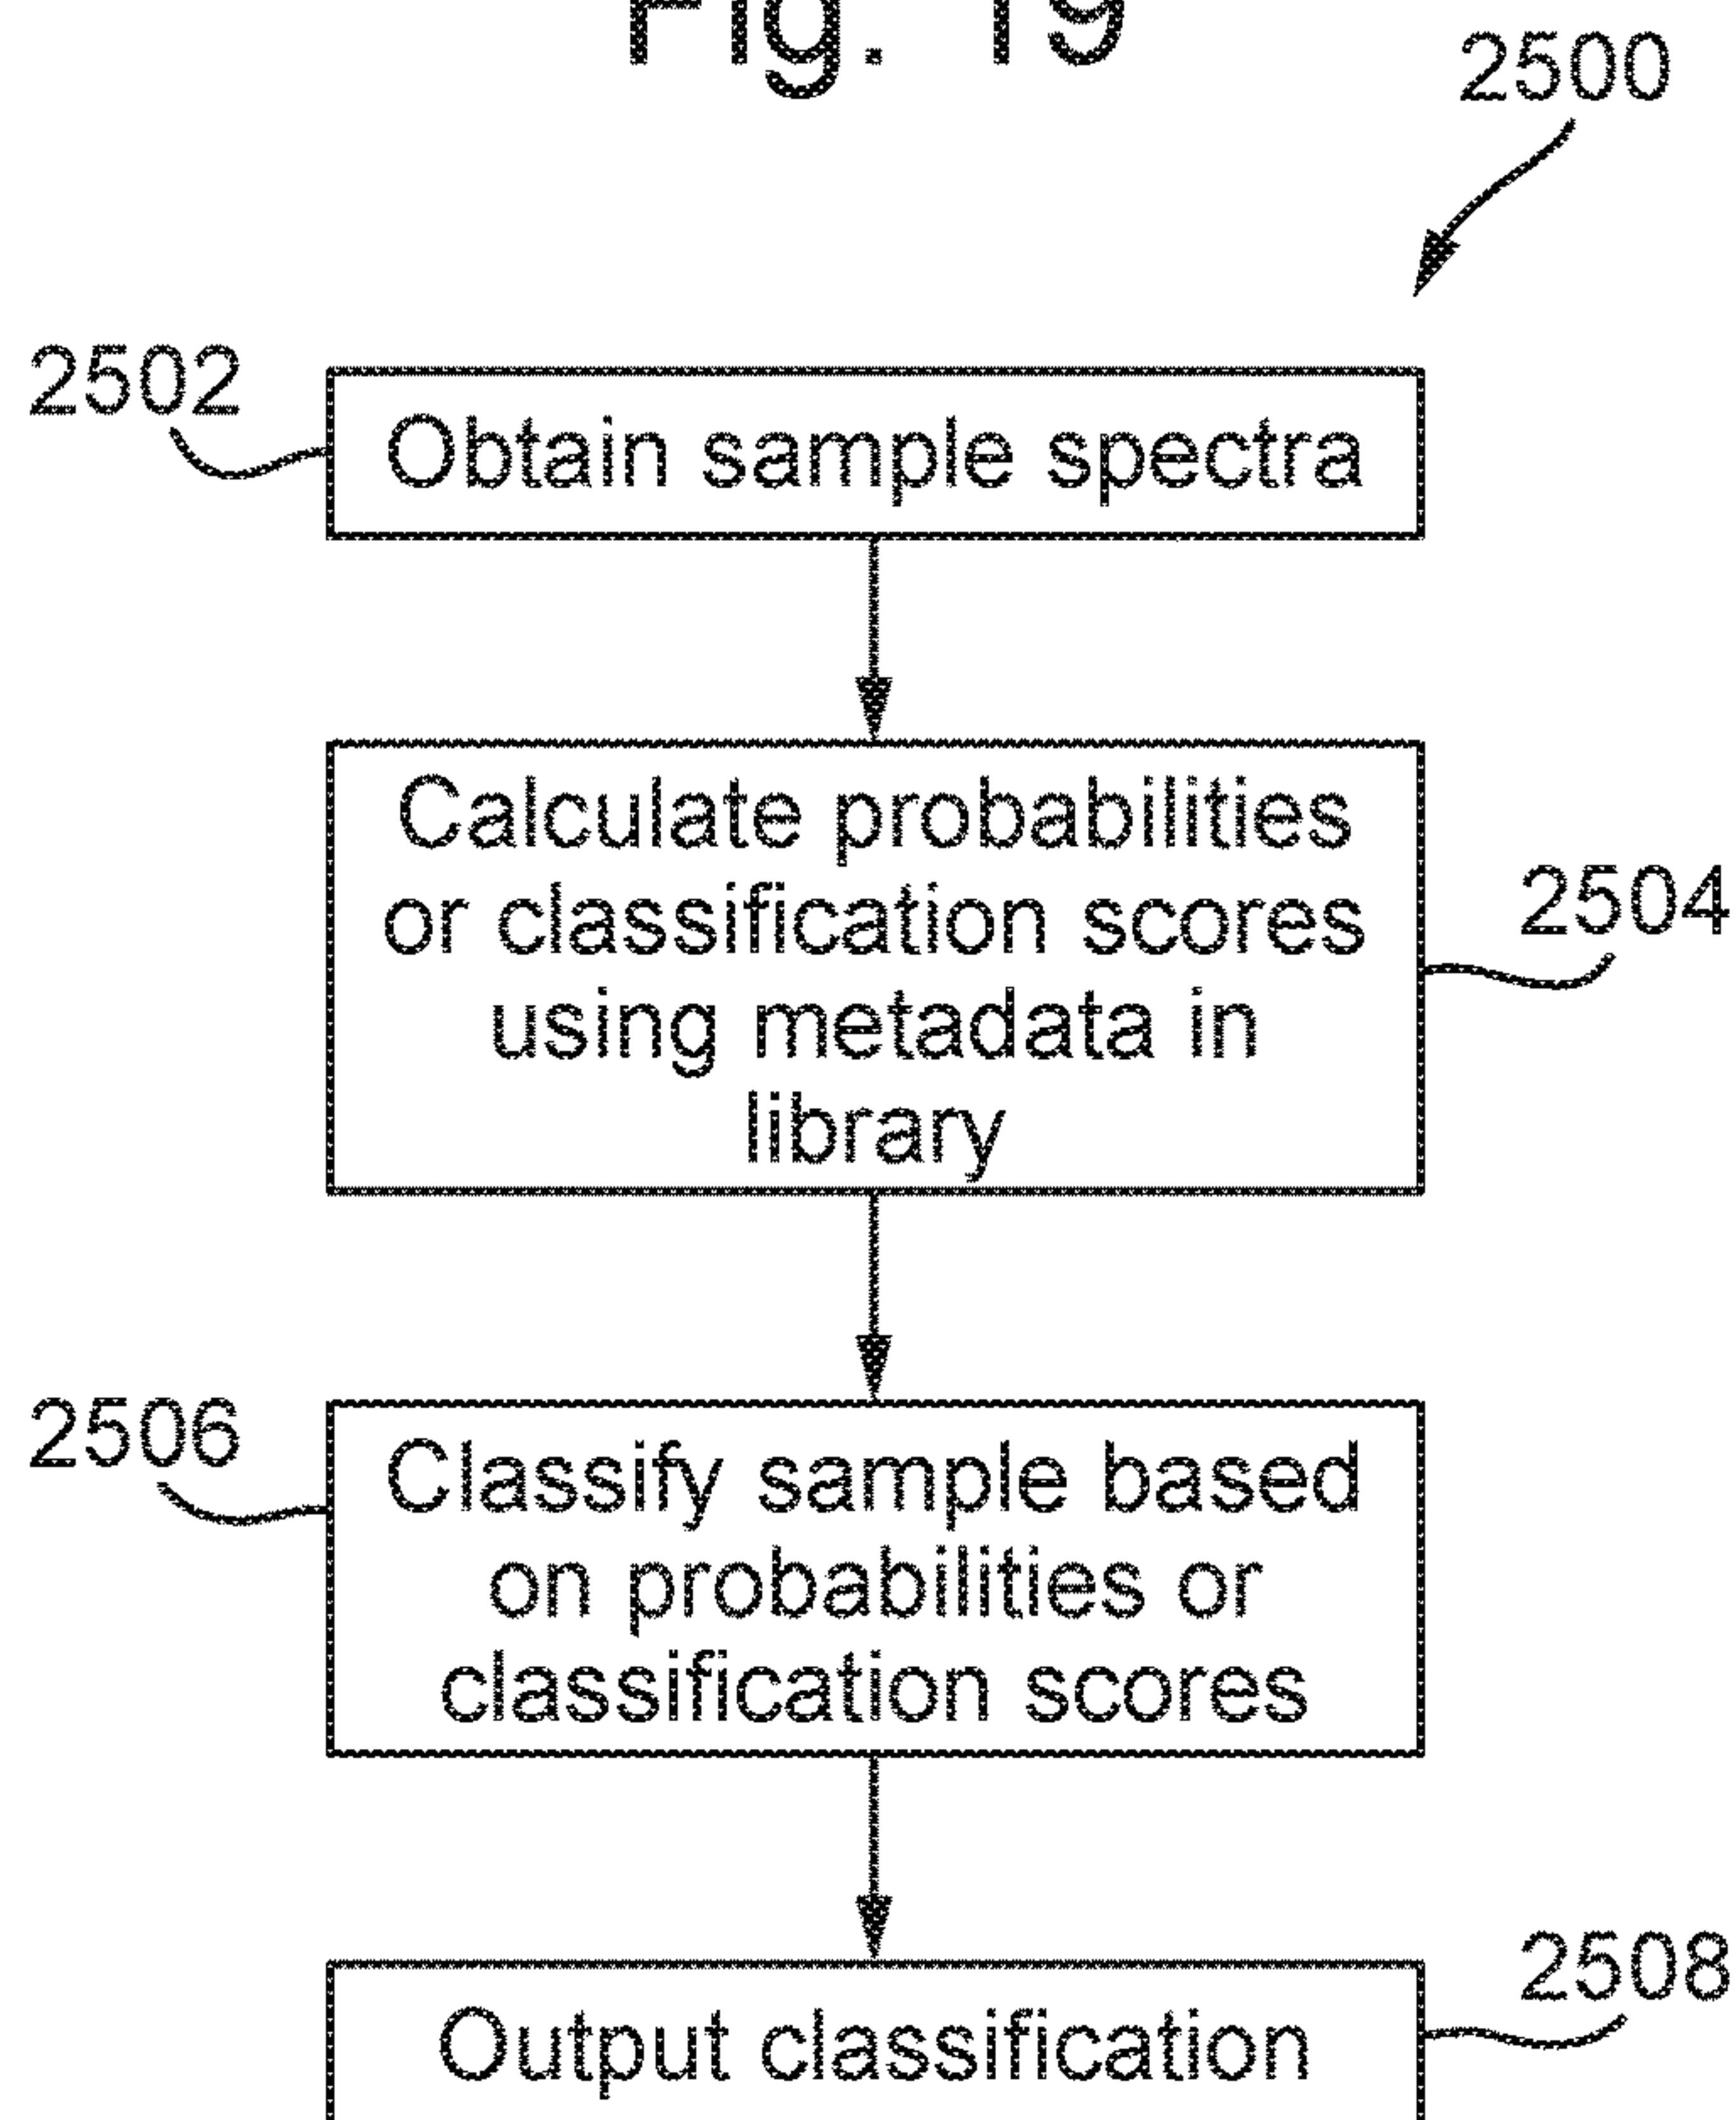 Fig. 19
2500
2502
Obtain sample spectra
Calculate probabilities
or classification scores
using metadata in
library
2504
2506
Classify sample based
on probabilities or
classification scores
2508
Output classification